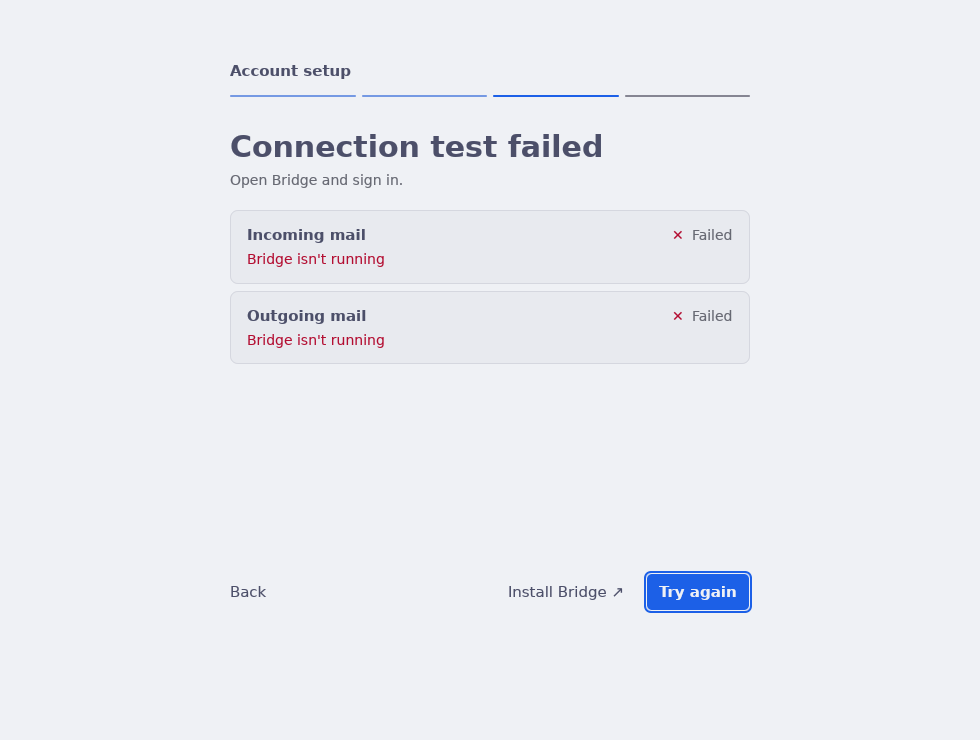 Account setup
Connection test failed
Open Bridge and sign in.
Incoming mail
✕ Failed
Bridge isn't running
Outgoing mail
✕ Failed
Bridge isn't running
Back
Install Bridge ↗
Try again